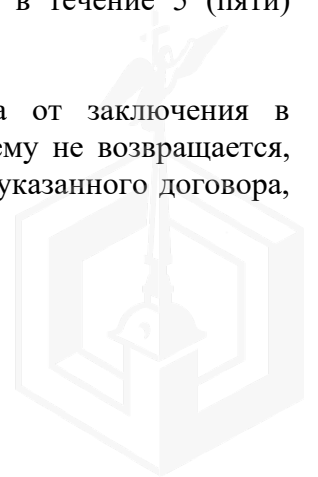 в течение 5 (пяти)
а от заключения в
ему не возвращается,
указанного договора,